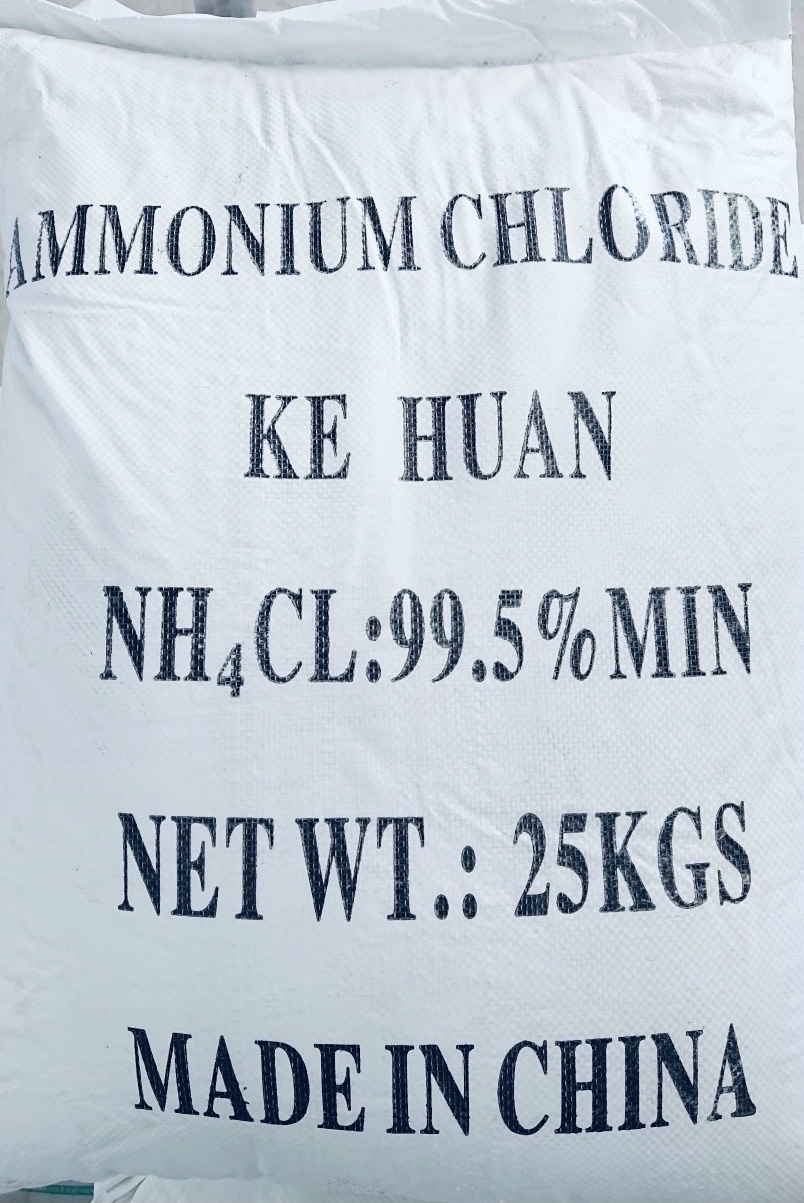 AMMONIUM CHLORIDE
KE HUAN
NH₄CL:99.5%MIN
NET WT.: 25KGS
MADE IN CHINA